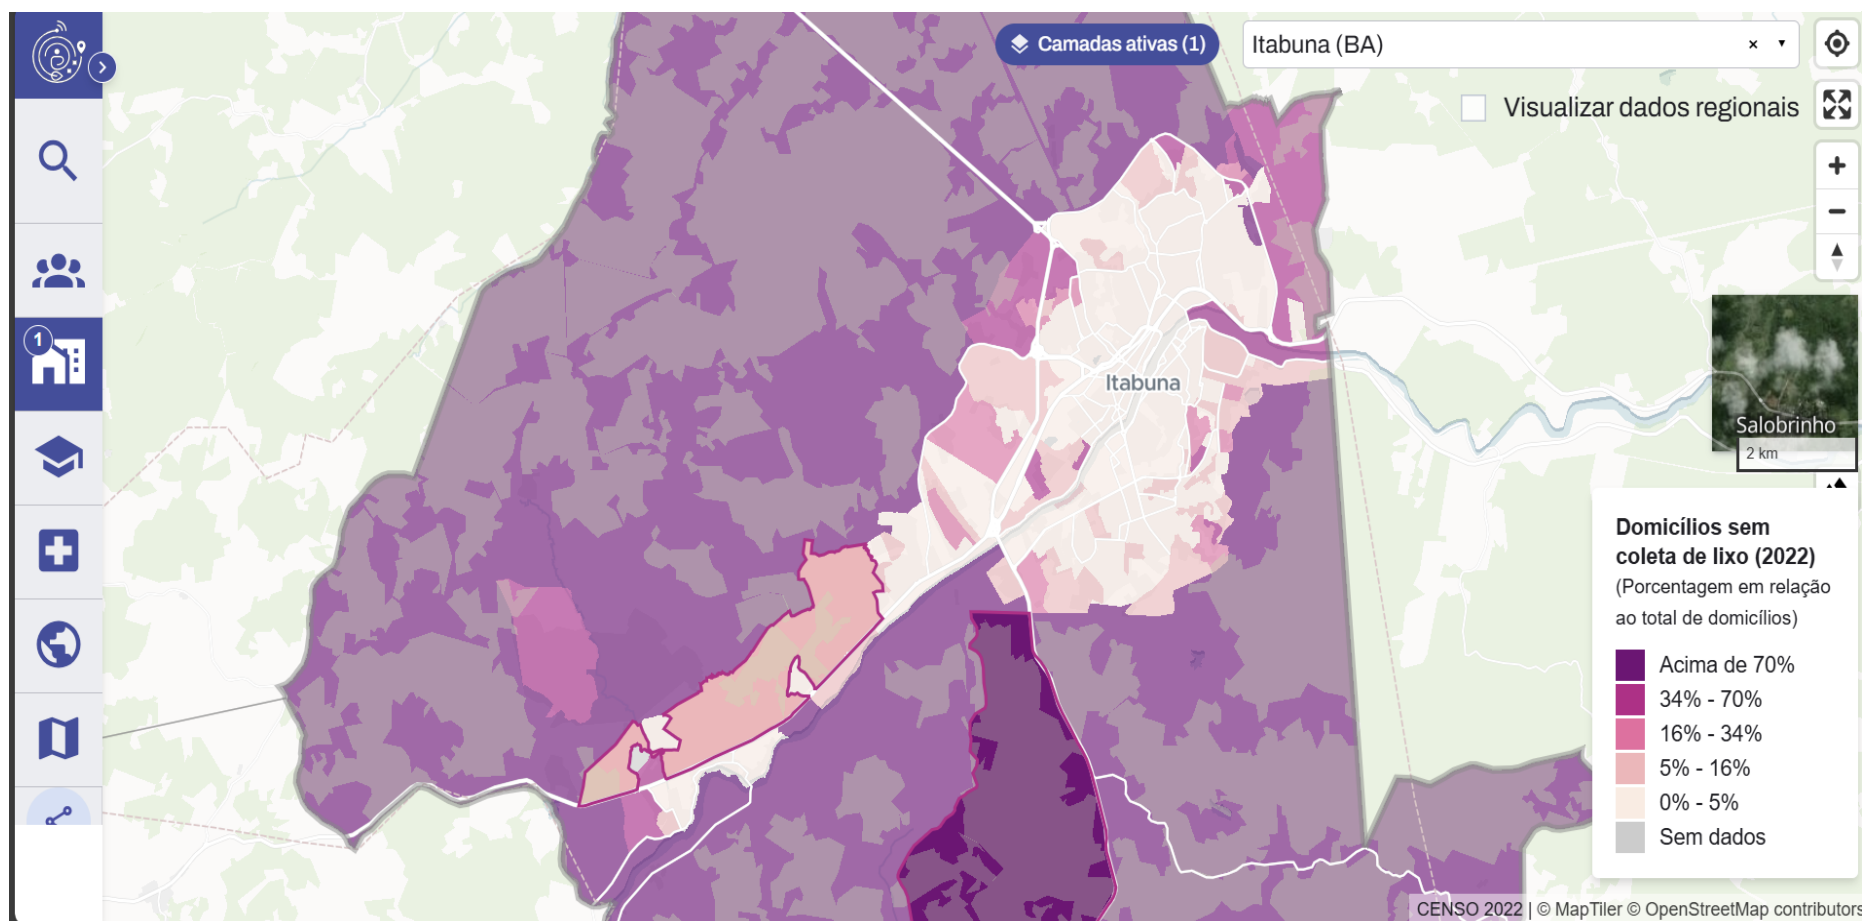 Camadas ativas (1)
Itabuna (BA)
× ▼
Visualizar dados regionais
1
Itabuna
Salobrinho
2 km
Domicílios sem
coleta de lixo (2022)
(Porcentagem em relação
ao total de domicílios)
Acima de 70%
34% - 70%
16% - 34%
5% - 16%
0% - 5%
Sem dados
CENSO 2022 | © MapTiler © OpenStreetMap contributors